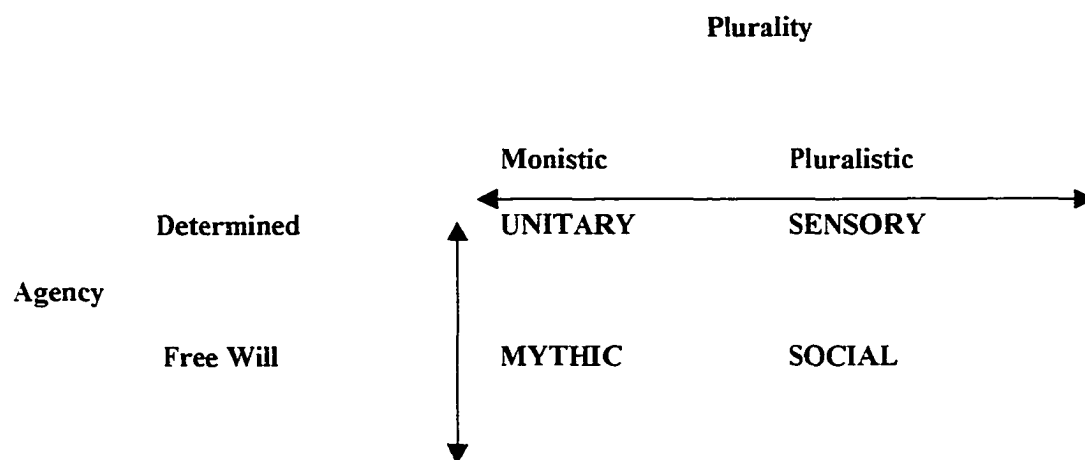 Plurality
Monistic Pluralistic
Determined UNITARY SENSORY
Agency
Free Will MYTHIC SOCIAL